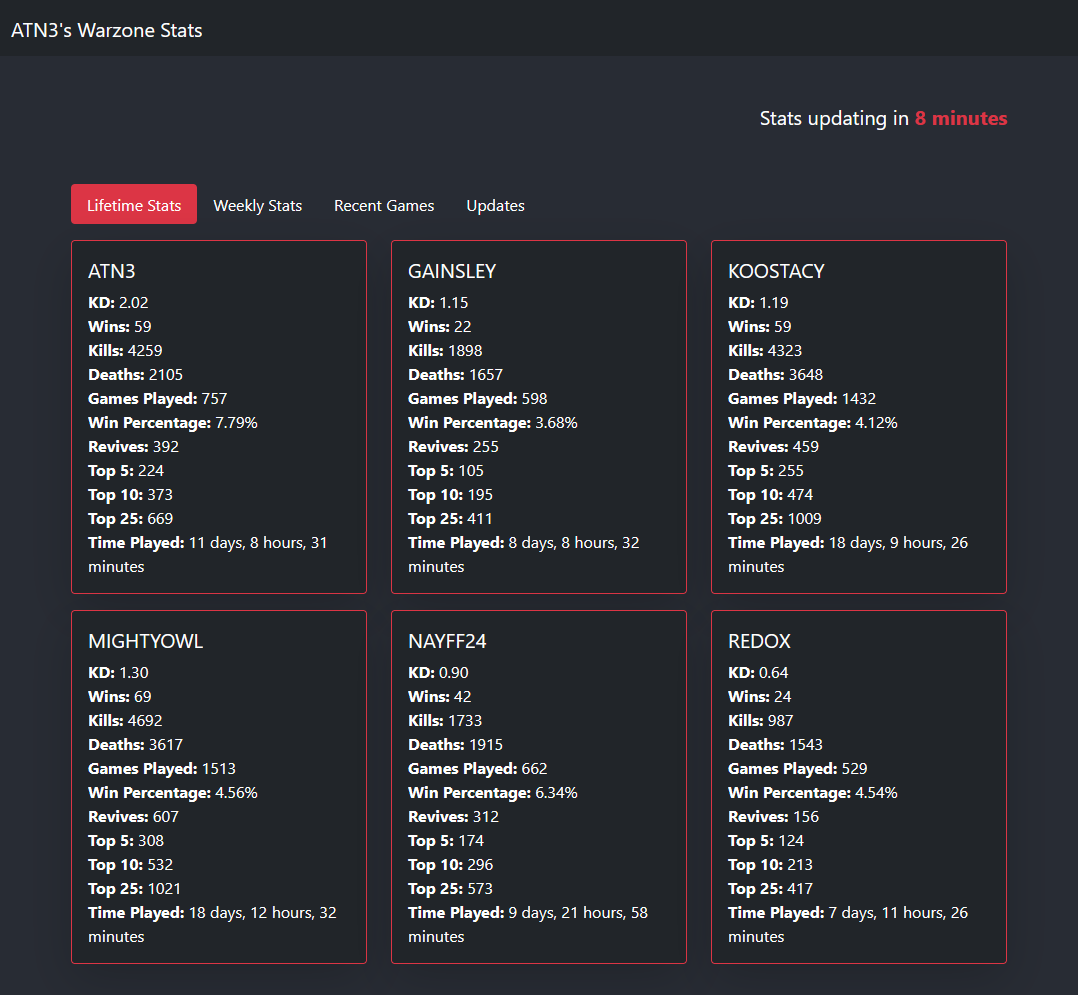 ATN3's Warzone Stats
Stats updating in 8 minutes
Lifetime Stats
Weekly Stats
Recent Games
Updates
ATN3
KD: 2.02
Wins: 59
Kills: 4259
Deaths: 2105
Games Played: 757
Win Percentage: 7.79%
Revives: 392
Top 5: 224
Top 10: 373
Top 25: 669
Time Played: 11 days, 8 hours, 31
minutes
GAINSLEY
KD: 1.15
Wins: 22
Kills: 1898
Deaths: 1657
Games Played: 598
Win Percentage: 3.68%
Revives: 255
Top 5: 105
Top 10: 195
Top 25: 411
Time Played: 8 days, 8 hours, 32
minutes
KOOSTACY
KD: 1.19
Wins: 59
Kills: 4323
Deaths: 3648
Games Played: 1432
Win Percentage: 4.12%
Revives: 459
Top 5: 255
Top 10: 474
Top 25: 1009
Time Played: 18 days, 9 hours, 26
minutes
MIGHTYOWL
KD: 1.30
Wins: 69
Kills: 4692
Deaths: 3617
Games Played: 1513
Win Percentage: 4.56%
Revives: 607
Top 5: 308
Top 10: 532
Top 25: 1021
Time Played: 18 days, 12 hours, 32
minutes
NAYFF24
KD: 0.90
Wins: 42
Kills: 1733
Deaths: 1915
Games Played: 662
Win Percentage: 6.34%
Revives: 312
Top 5: 174
Top 10: 296
Top 25: 573
Time Played: 9 days, 21 hours, 58
minutes
REDOX
KD: 0.64
Wins: 24
Kills: 987
Deaths: 1543
Games Played: 529
Win Percentage: 4.54%
Revives: 156
Top 5: 124
Top 10: 213
Top 25: 417
Time Played: 7 days, 11 hours, 26
minutes